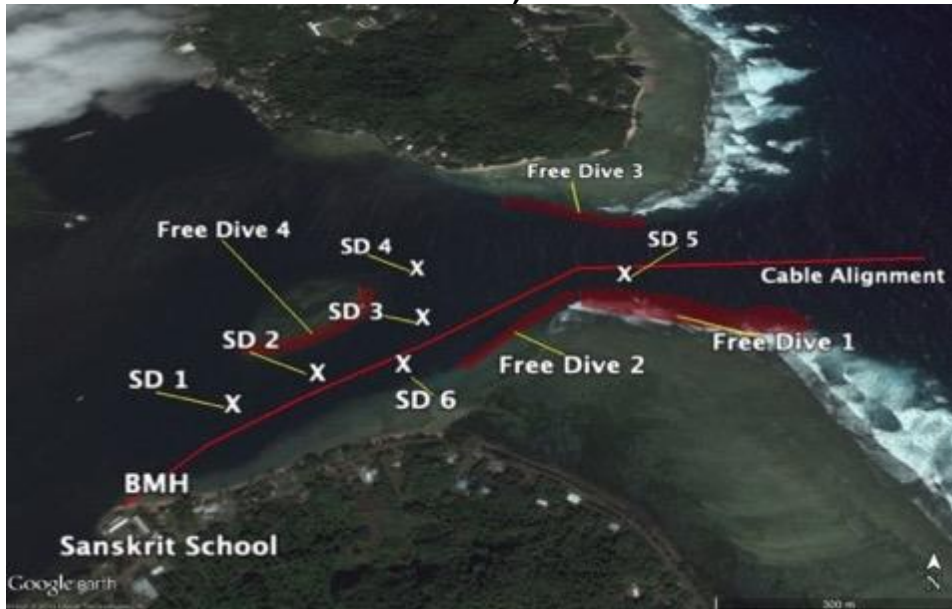 Free Dive 3
Free Dive 4
SD 4
SD 5
Cable Alignment
SD 3
SD 2
Free Dive 1
Free Dive 2
SD 1
SD 6
X
X
X
X
X
X
BMH
Sanskrit School
Google earth
N
300 m